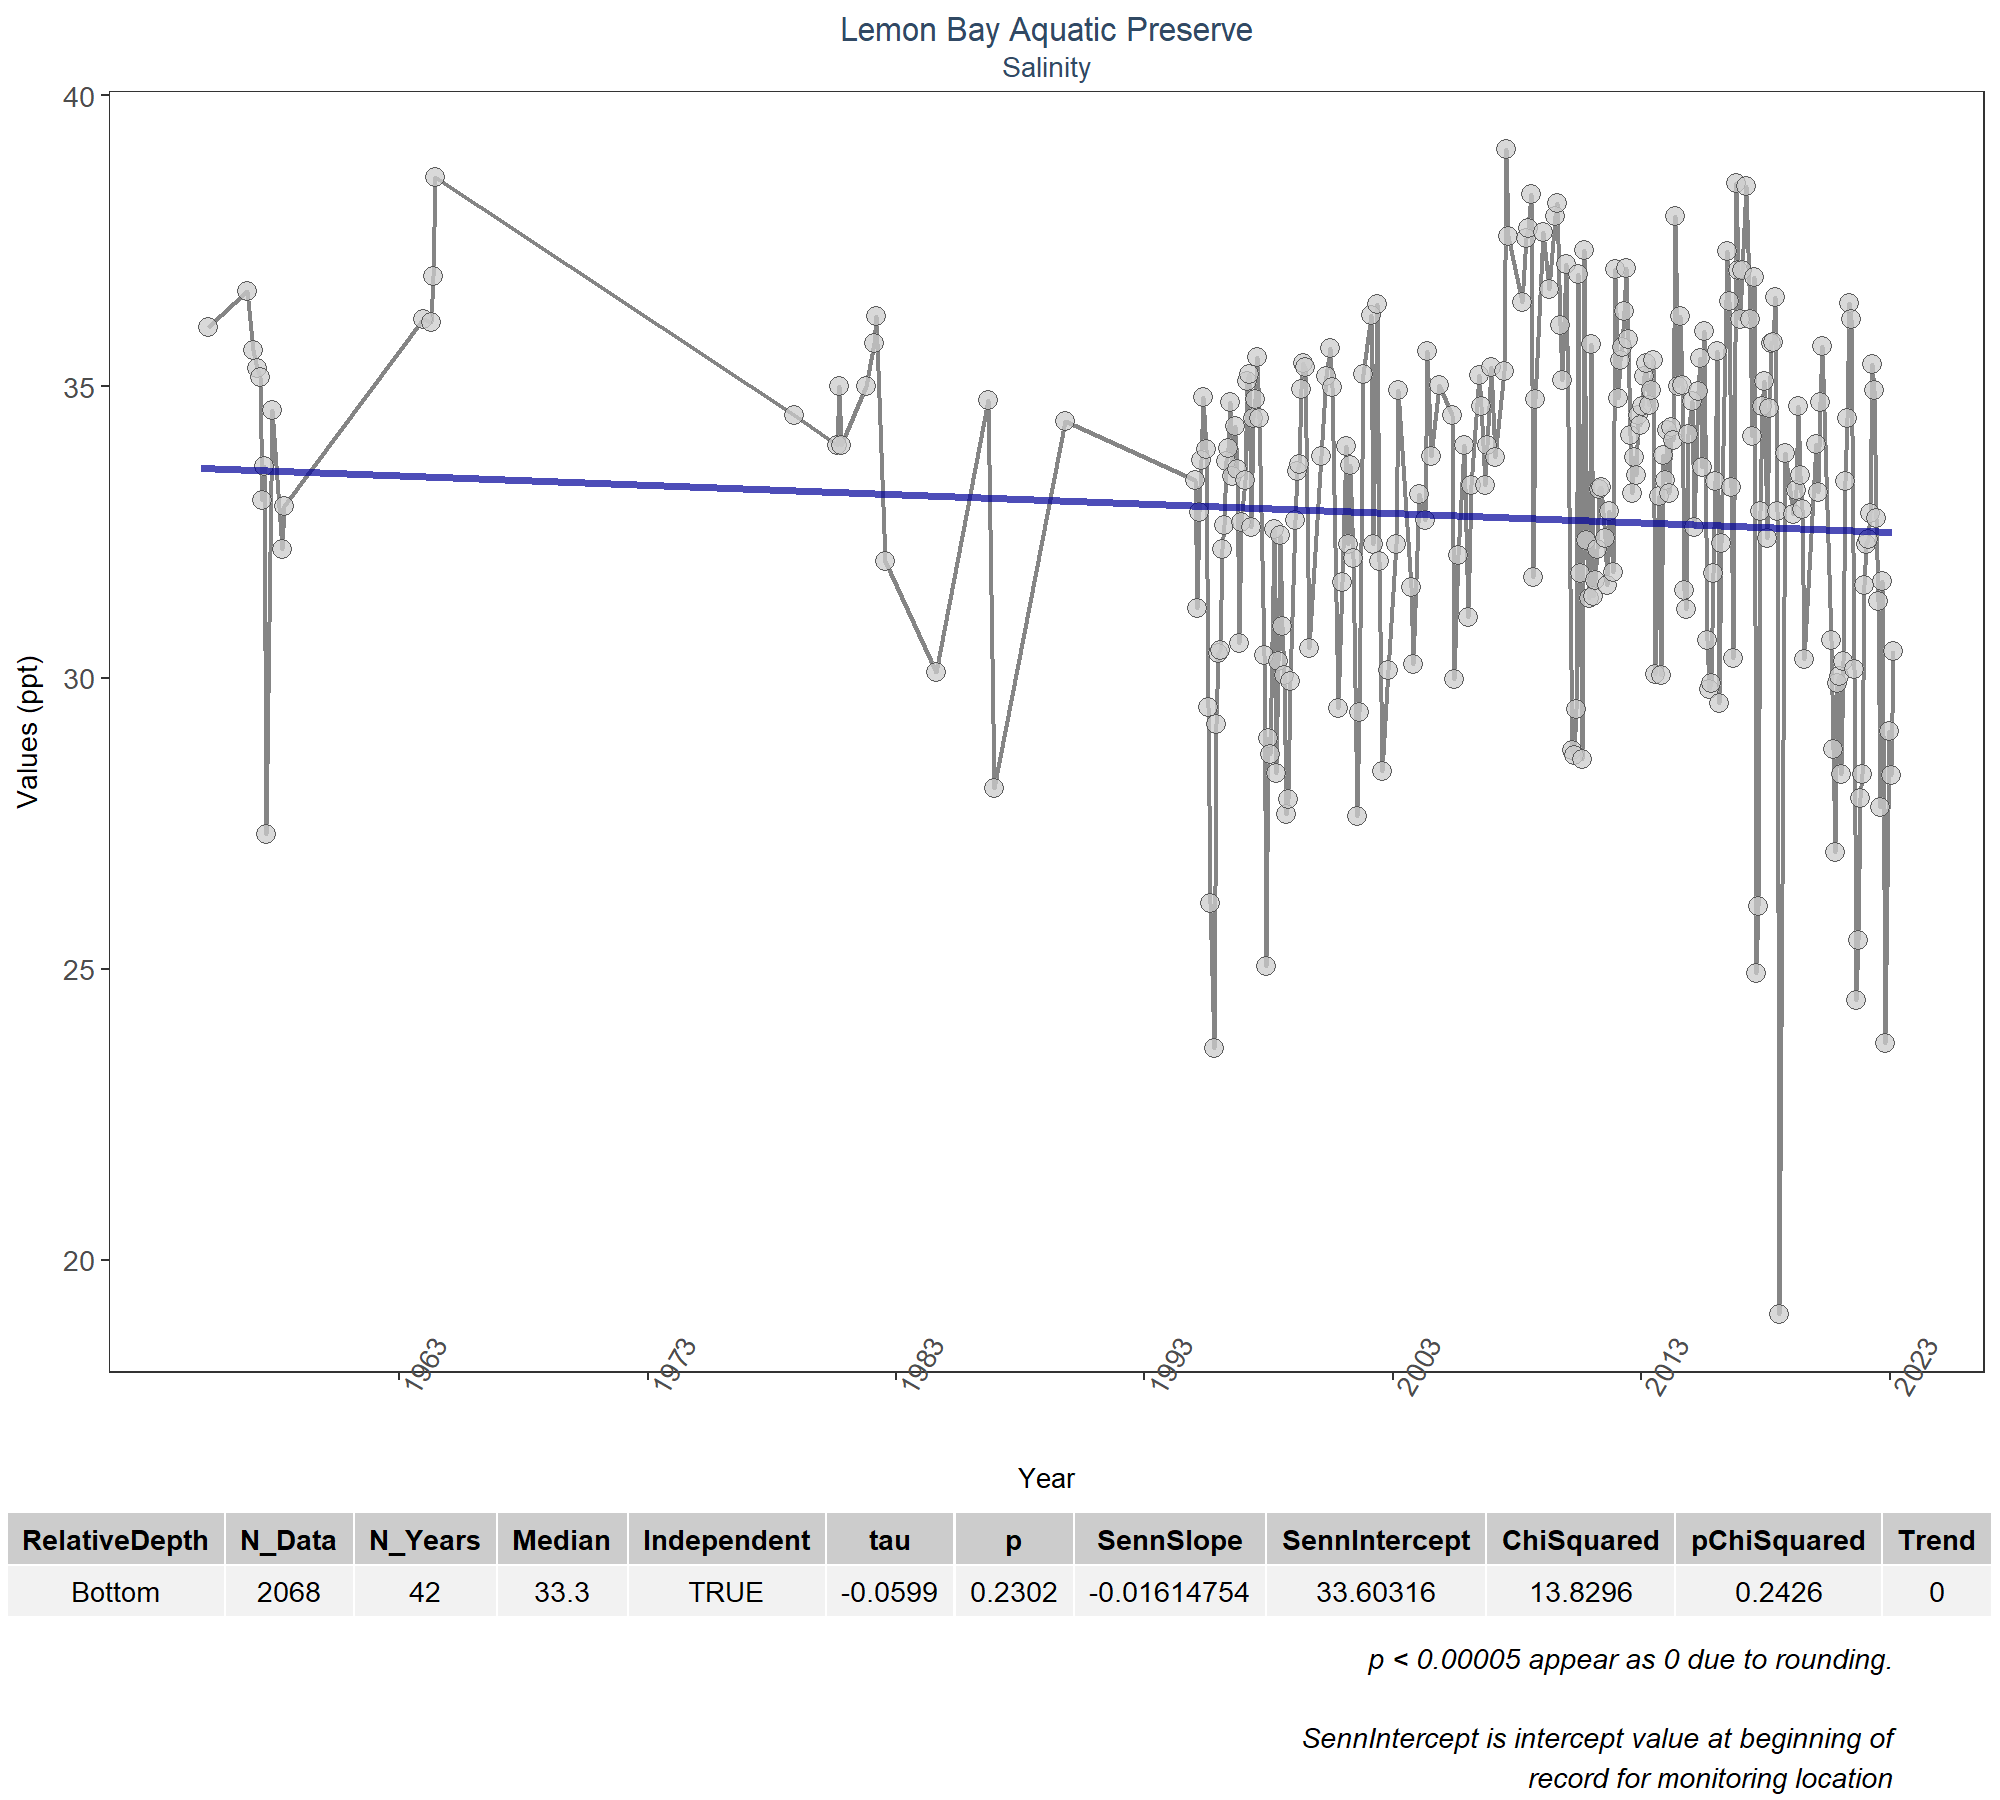 Lemon Bay Aquatic Preserve
Salinity
40
35
30
25
20
Values (ppt)
1963 1973 1983 1993 2003 2013 2023
Year
RelativeDepth N_Data N_Years Median Independent tau p SennSlope SennIntercept ChiSquared pChiSquared Trend
Bottom 2068 42 33.3 TRUE -0.0599 0.2302 -0.01614754 33.60316 13.8296 0.2426 0
p < 0.00005 appear as 0 due to rounding.
SennIntercept is intercept value at beginning of
record for monitoring location